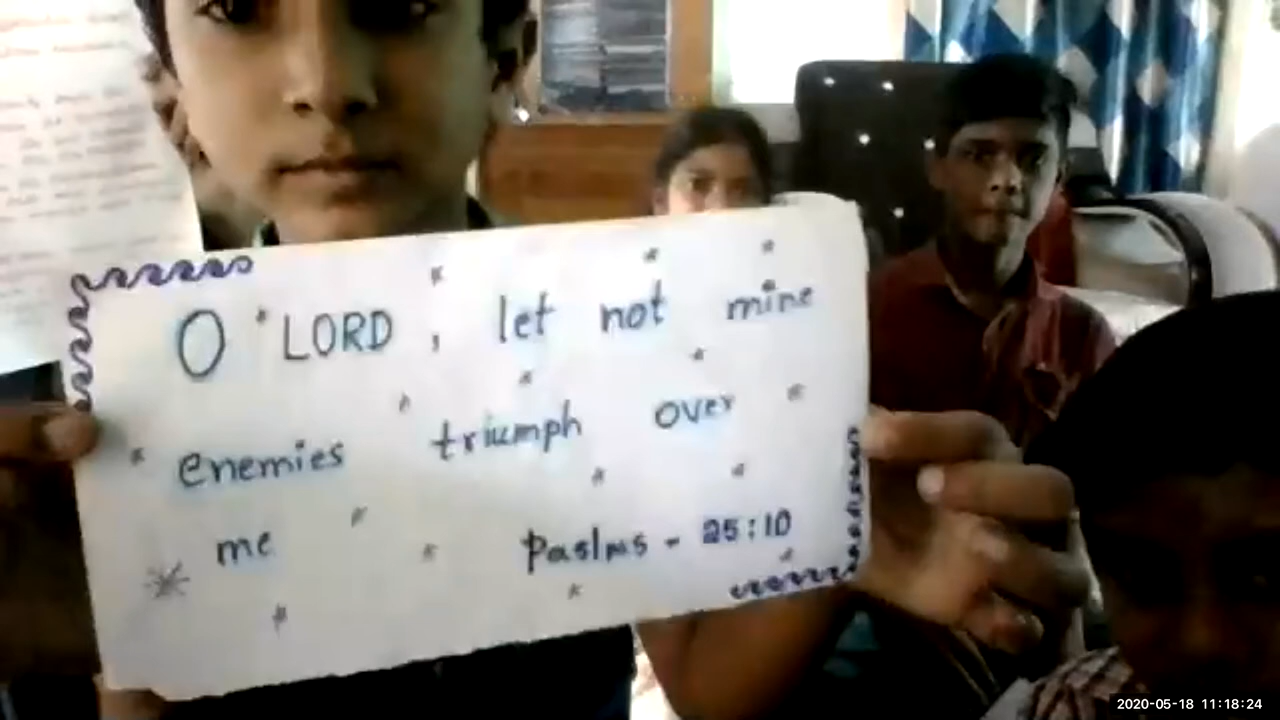 O' LORD, let not mine
enemies triumph over
me
Paslms - 25:10
2020-05-18 11:18:24